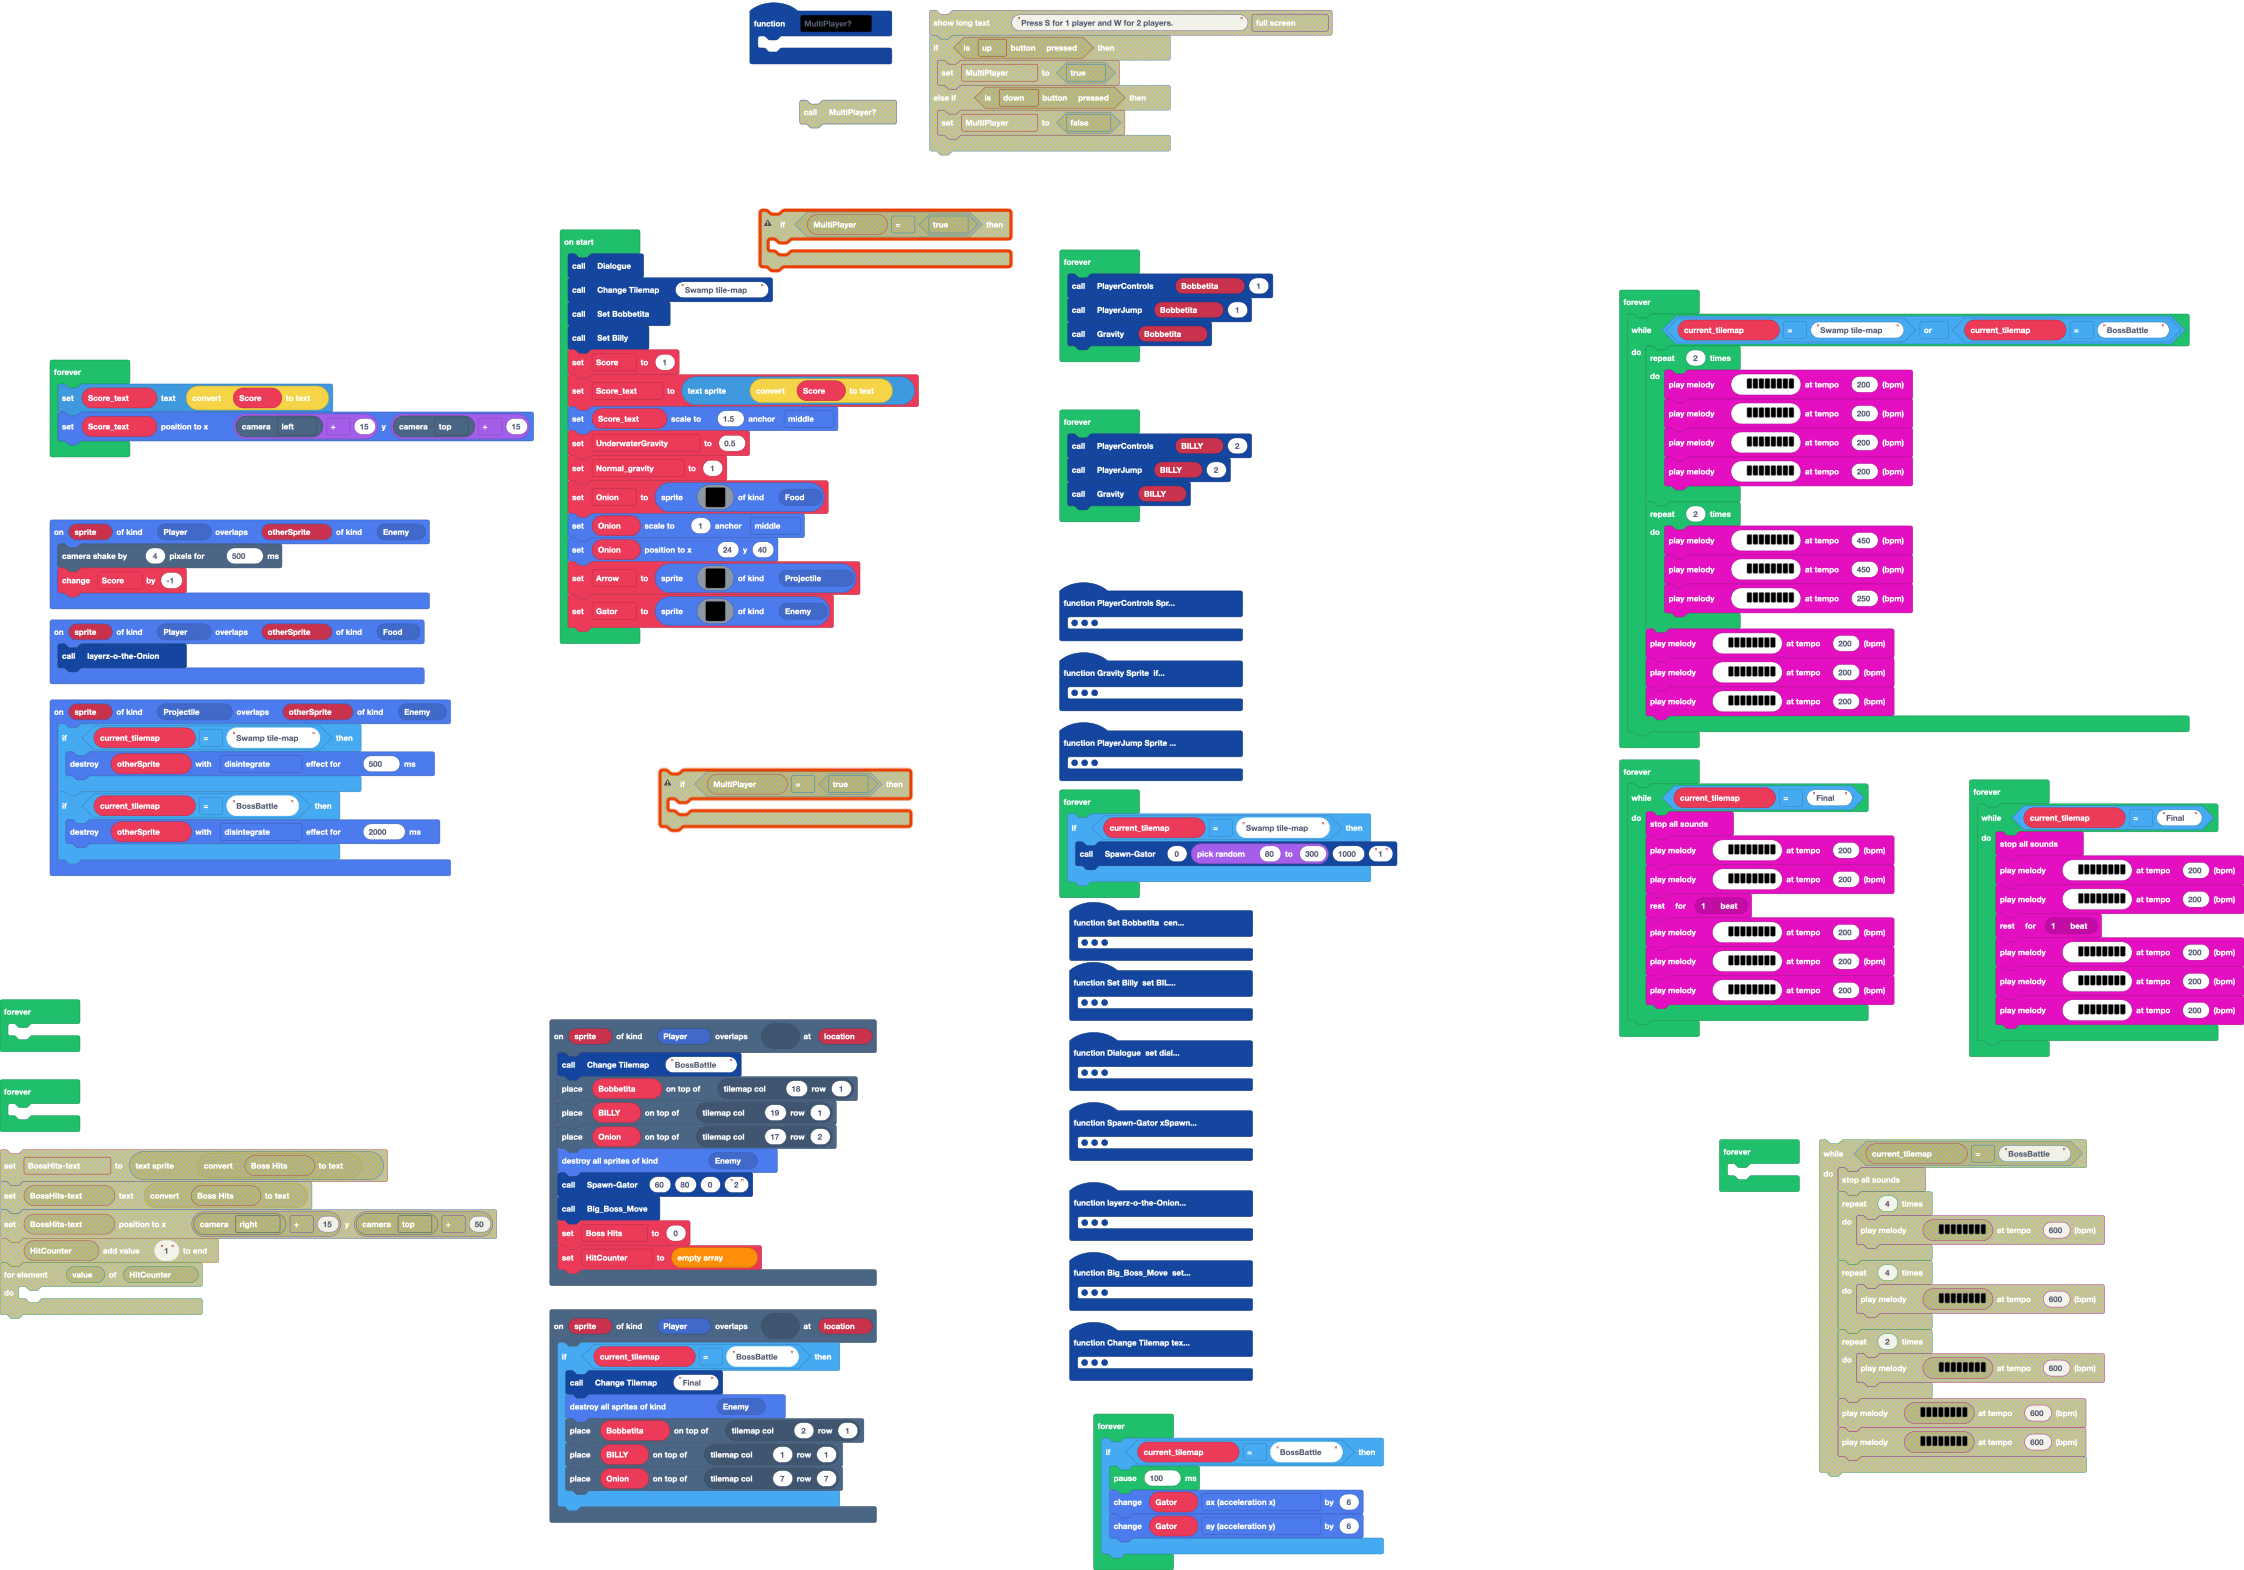 function MultiPlayer?
call MultiPlayer?
show long text "Press S for 1 player and W for 2 players." full screen
if is up button pressed then
set MultiPlayer to true
else if is down button pressed then
set MultiPlayer to false
if MultiPlayer = true then
on start
call Dialogue
call Change Tilemap "Swamp tile-map"
call Set Bobbetita
call Set Billy
set Score to 1
set Score_text to text sprite convert Score to text
set Score_text scale to 1.5 anchor middle
set UnderwaterGravity to 0.5
set Normal_gravity to 1
set Onion to sprite of kind Food
set Onion scale to 1 anchor middle
set Onion position to x 24 y 40
set Arrow to sprite of kind Projectile
set Gator to sprite of kind Enemy
forever
set Score_text text convert Score to text
set Score_text position to x camera left + 15 y camera top + 15
on sprite of kind Player overlaps otherSprite of kind Enemy
camera shake by 4 pixels for 500 ms
change Score by -1
on sprite of kind Player overlaps otherSprite of kind Food
call layerz-o-the-Onion
on sprite of kind Projectile overlaps otherSprite of kind Enemy
if current_tilemap = "Swamp tile-map" then
destroy otherSprite with disintegrate effect for 500 ms
if current_tilemap = "BossBattle" then
destroy otherSprite with disintegrate effect for 2000 ms
if MultiPlayer = true then
forever
forever
set BossHits-text to text sprite convert Boss Hits to text
set BossHits-text text convert Boss Hits to text
set BossHits-text position to x camera right + 15 y camera top + 50
HitCounter add value "1" to end
for element value of HitCounter
do
on sprite of kind Player overlaps at location
call Change Tilemap "BossBattle"
place Bobbetita on top of tilemap col 18 row 1
place BILLY on top of tilemap col 19 row 1
place Onion on top of tilemap col 17 row 2
destroy all sprites of kind Enemy
call Spawn-Gator 60 80 0 "2"
call Big_Boss_Move
set Boss Hits to 0
set HitCounter to empty array
on sprite of kind Player overlaps at location
if current_tilemap = "BossBattle" then
call Change Tilemap "Final"
destroy all sprites of kind Enemy
place Bobbetita on top of tilemap col 2 row 1
place BILLY on top of tilemap col 1 row 1
place Onion on top of tilemap col 7 row 7
forever
call PlayerControls Bobbetita 1
call PlayerJump Bobbetita 1
call Gravity Bobbetita
forever
call PlayerControls BILLY 2
call PlayerJump BILLY 2
call Gravity BILLY
function PlayerControls Spr...
function Gravity Sprite if...
function PlayerJump Sprite ...
forever
if current_tilemap = "Swamp tile-map" then
call Spawn-Gator 0 pick random 80 to 300 1000 "1"
function Set Bobbetita cen...
function Set Billy set BIL...
function Dialogue set dial...
function Spawn-Gator xSpawn...
function layerz-o-the-Onion...
function Big_Boss_Move set...
function Change Tilemap tex...
forever
if current_tilemap = "BossBattle" then
pause 100 ms
change Gator ax (acceleration x) by 6
change Gator ay (acceleration y) by 6
forever
while current_tilemap = "Swamp tile-map" or current_tilemap = "BossBattle"
do repeat 2 times
do play melody at tempo 200 (bpm)
play melody at tempo 200 (bpm)
play melody at tempo 200 (bpm)
play melody at tempo 200 (bpm)
repeat 2 times
do play melody at tempo 450 (bpm)
play melody at tempo 450 (bpm)
play melody at tempo 250 (bpm)
play melody at tempo 200 (bpm)
play melody at tempo 200 (bpm)
play melody at tempo 200 (bpm)
forever
while current_tilemap = "Final"
do stop all sounds
play melody at tempo 200 (bpm)
play melody at tempo 200 (bpm)
rest for 1 beat
play melody at tempo 200 (bpm)
play melody at tempo 200 (bpm)
play melody at tempo 200 (bpm)
forever
while current_tilemap = "Final"
do stop all sounds
play melody at tempo 200 (bpm)
play melody at tempo 200 (bpm)
rest for 1 beat
play melody at tempo 200 (bpm)
play melody at tempo 200 (bpm)
play melody at tempo 200 (bpm)
forever
while current_tilemap = "BossBattle"
do stop all sounds
repeat 4 times
do play melody at tempo 600 (bpm)
repeat 4 times
do play melody at tempo 600 (bpm)
repeat 2 times
do play melody at tempo 600 (bpm)
play melody at tempo 600 (bpm)
play melody at tempo 600 (bpm)